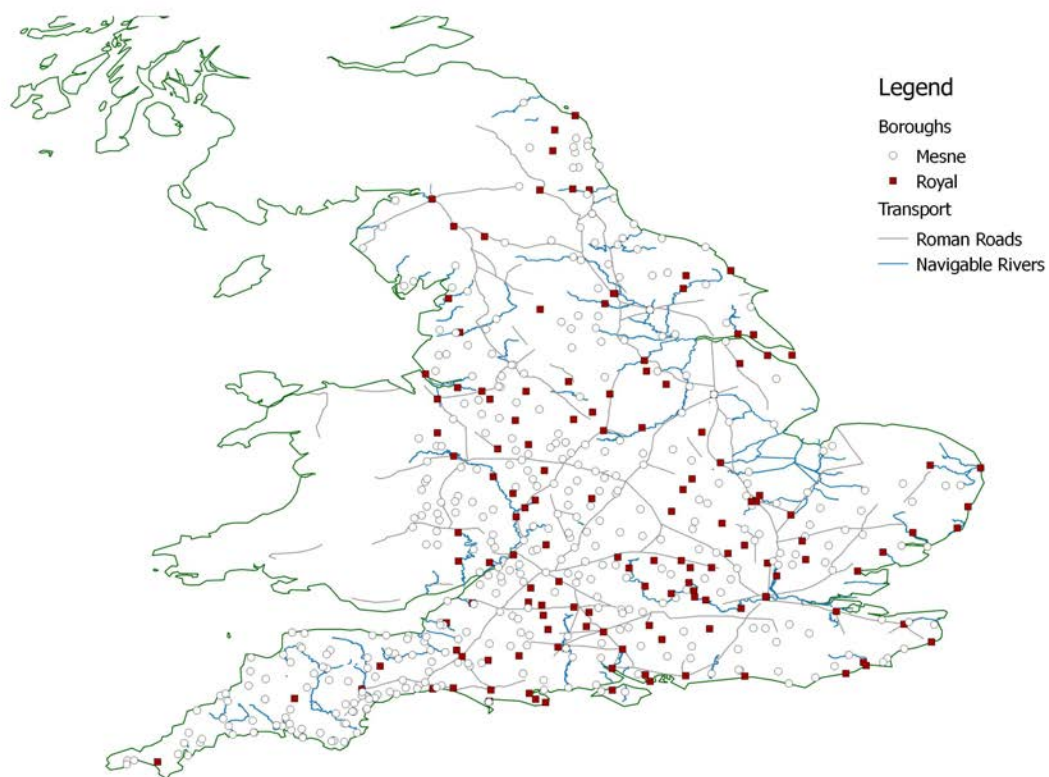 Legend
Boroughs
Mesne
Royal
Transport
Roman Roads
Navigable Rivers